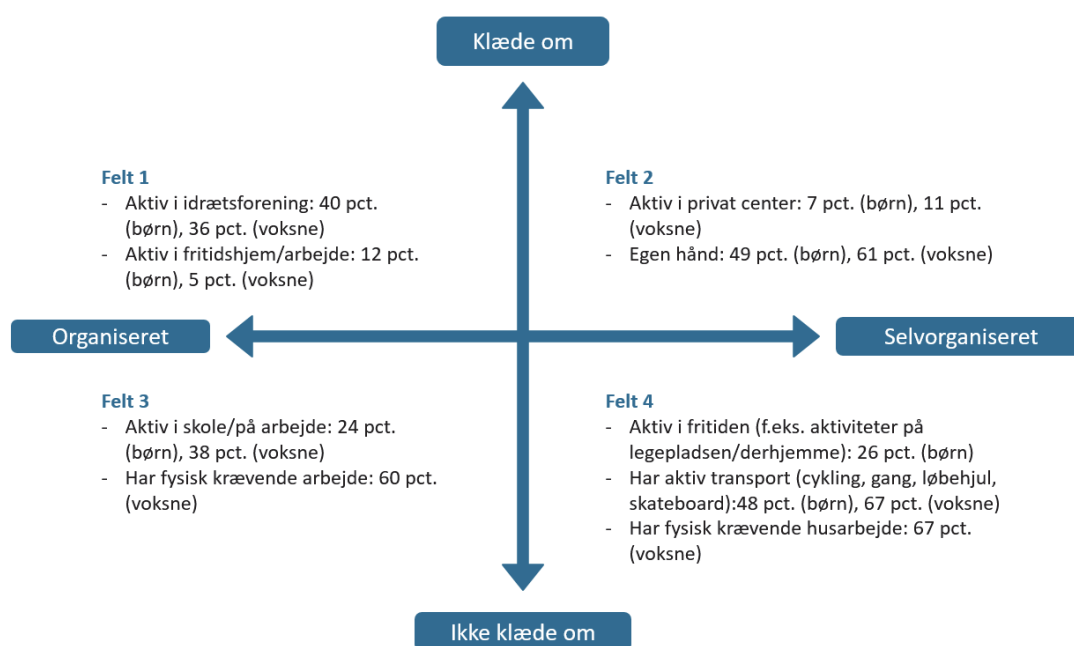 Klæde om
Felt 1
- Aktiv i idrætsforening: 40 pct.
(børn), 36 pct. (voksne)
- Aktiv i fritidshjem/arbejde: 12 pct.
(børn), 5 pct. (voksne)
Felt 2
- Aktiv i privat center: 7 pct. (børn), 11 pct.
(voksne)
- Egen hånd: 49 pct. (børn), 61 pct. (voksne)
Organiseret
Selvorganiseret
Felt 3
- Aktiv i skole/på arbejde: 24 pct.
(børn), 38 pct. (voksne)
- Har fysisk krævende arbejde: 60 pct.
(voksne)
Felt 4
- Aktiv i fritiden (f.eks. aktiviteter på
legepladsen/derhjemme): 26 pct. (børn)
- Har aktiv transport (cykling, gang, løbehjul,
skateboard):48 pct. (børn), 67 pct. (voksne)
- Har fysisk krævende husarbejde: 67 pct.
(voksne)
Ikke klæde om